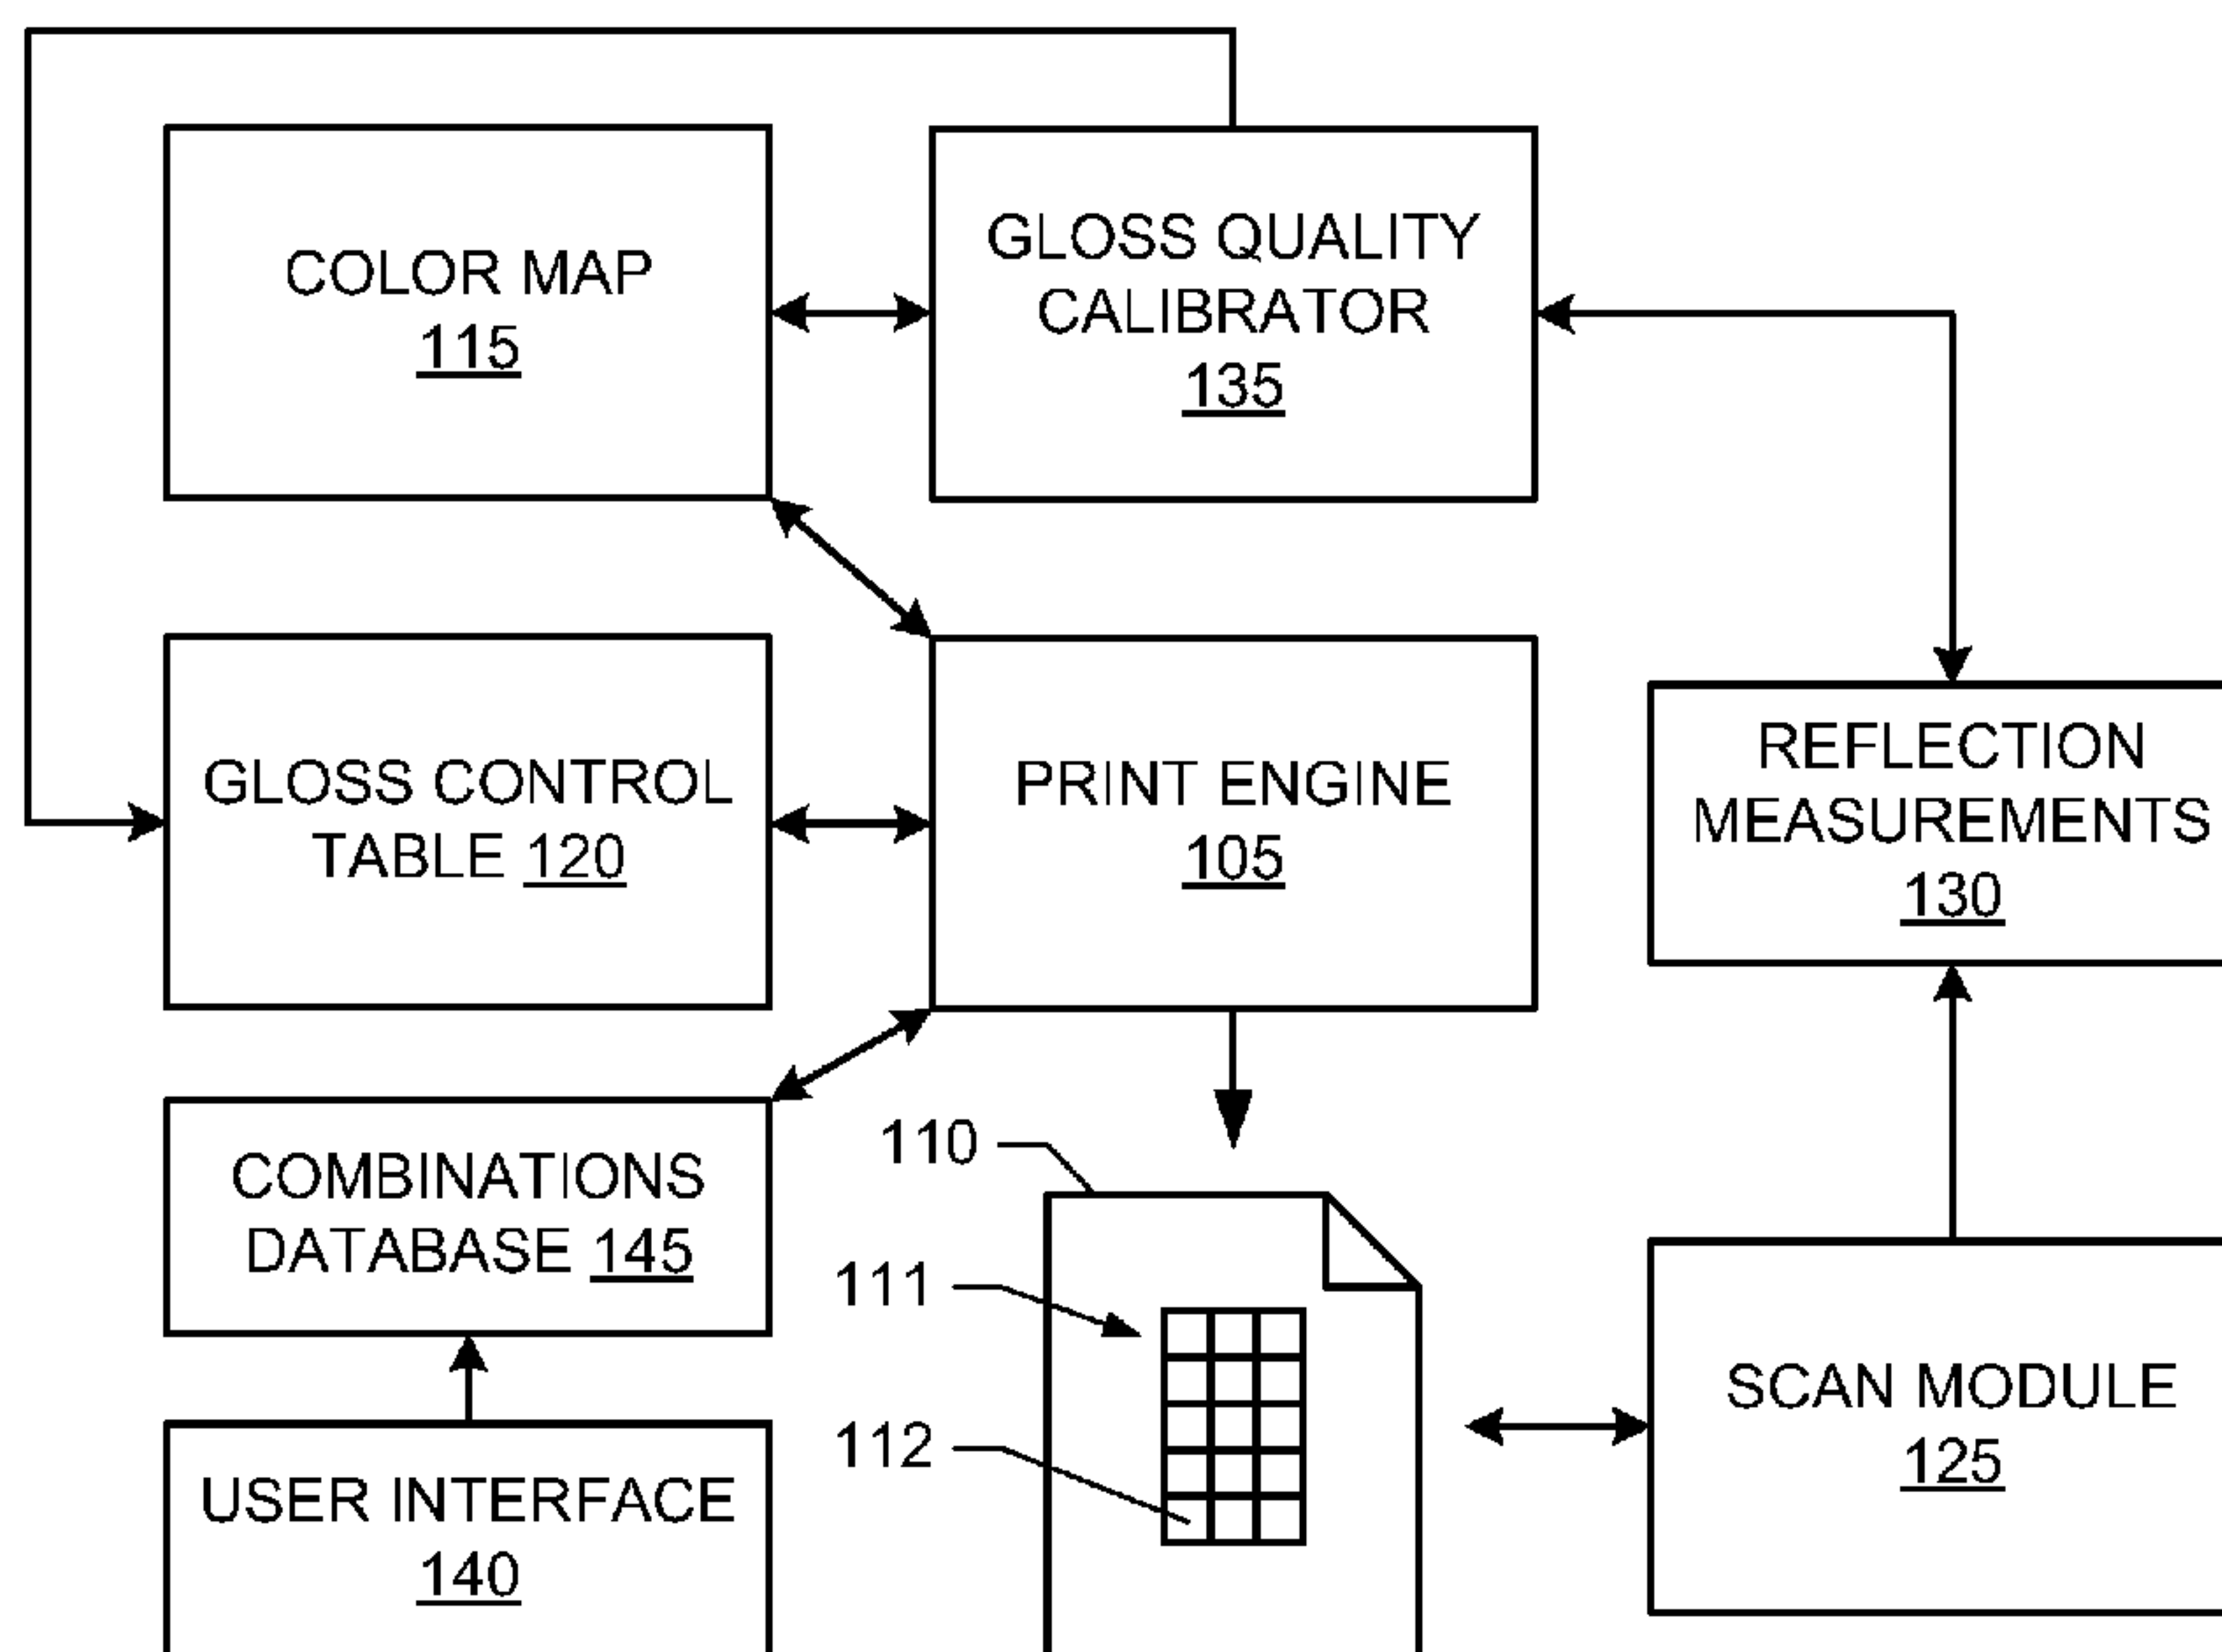 COLOR MAP
115
GLOSS QUALITY
CALIBRATOR
135
GLOSS CONTROL
TABLE 120
PRINT ENGINE
105
REFLECTION
MEASUREMENTS
130
COMBINATIONS
DATABASE 145
110
111
112
SCAN MODULE
125
USER INTERFACE
140